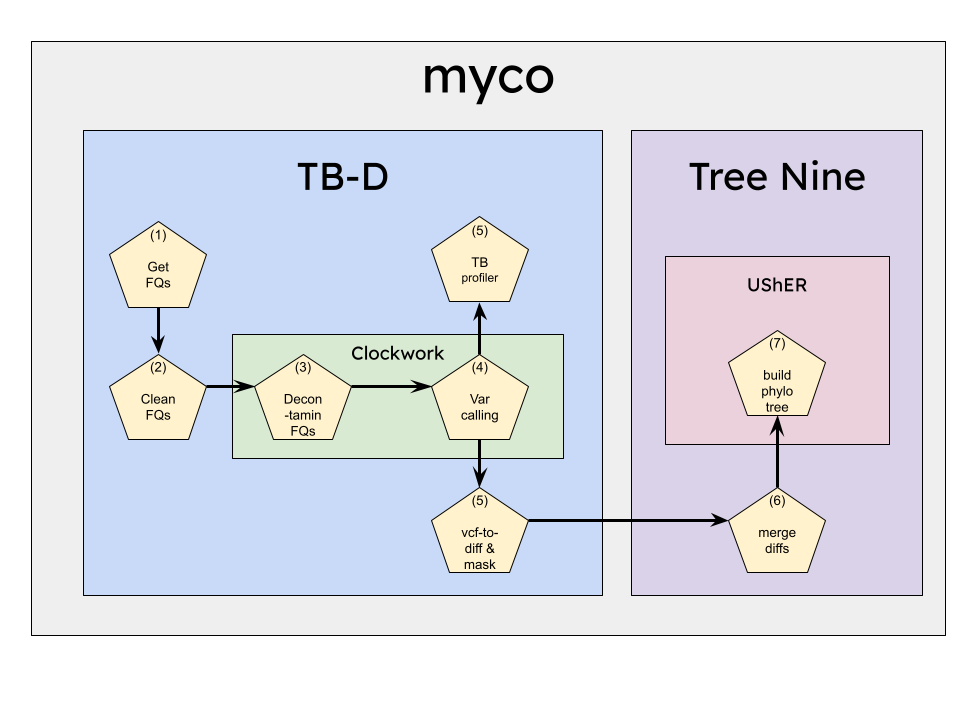 myco
TB-D
Tree Nine
(1)
Get
FQs
(5)
TB
profiler
UShER
Clockwork
(2)
Clean
FQs
(3)
Decon
-tamin
FQs
(4)
Var
calling
(7)
build
phylo
tree
(5)
vcf-to-
diff &
mask
(6)
merge
diffs